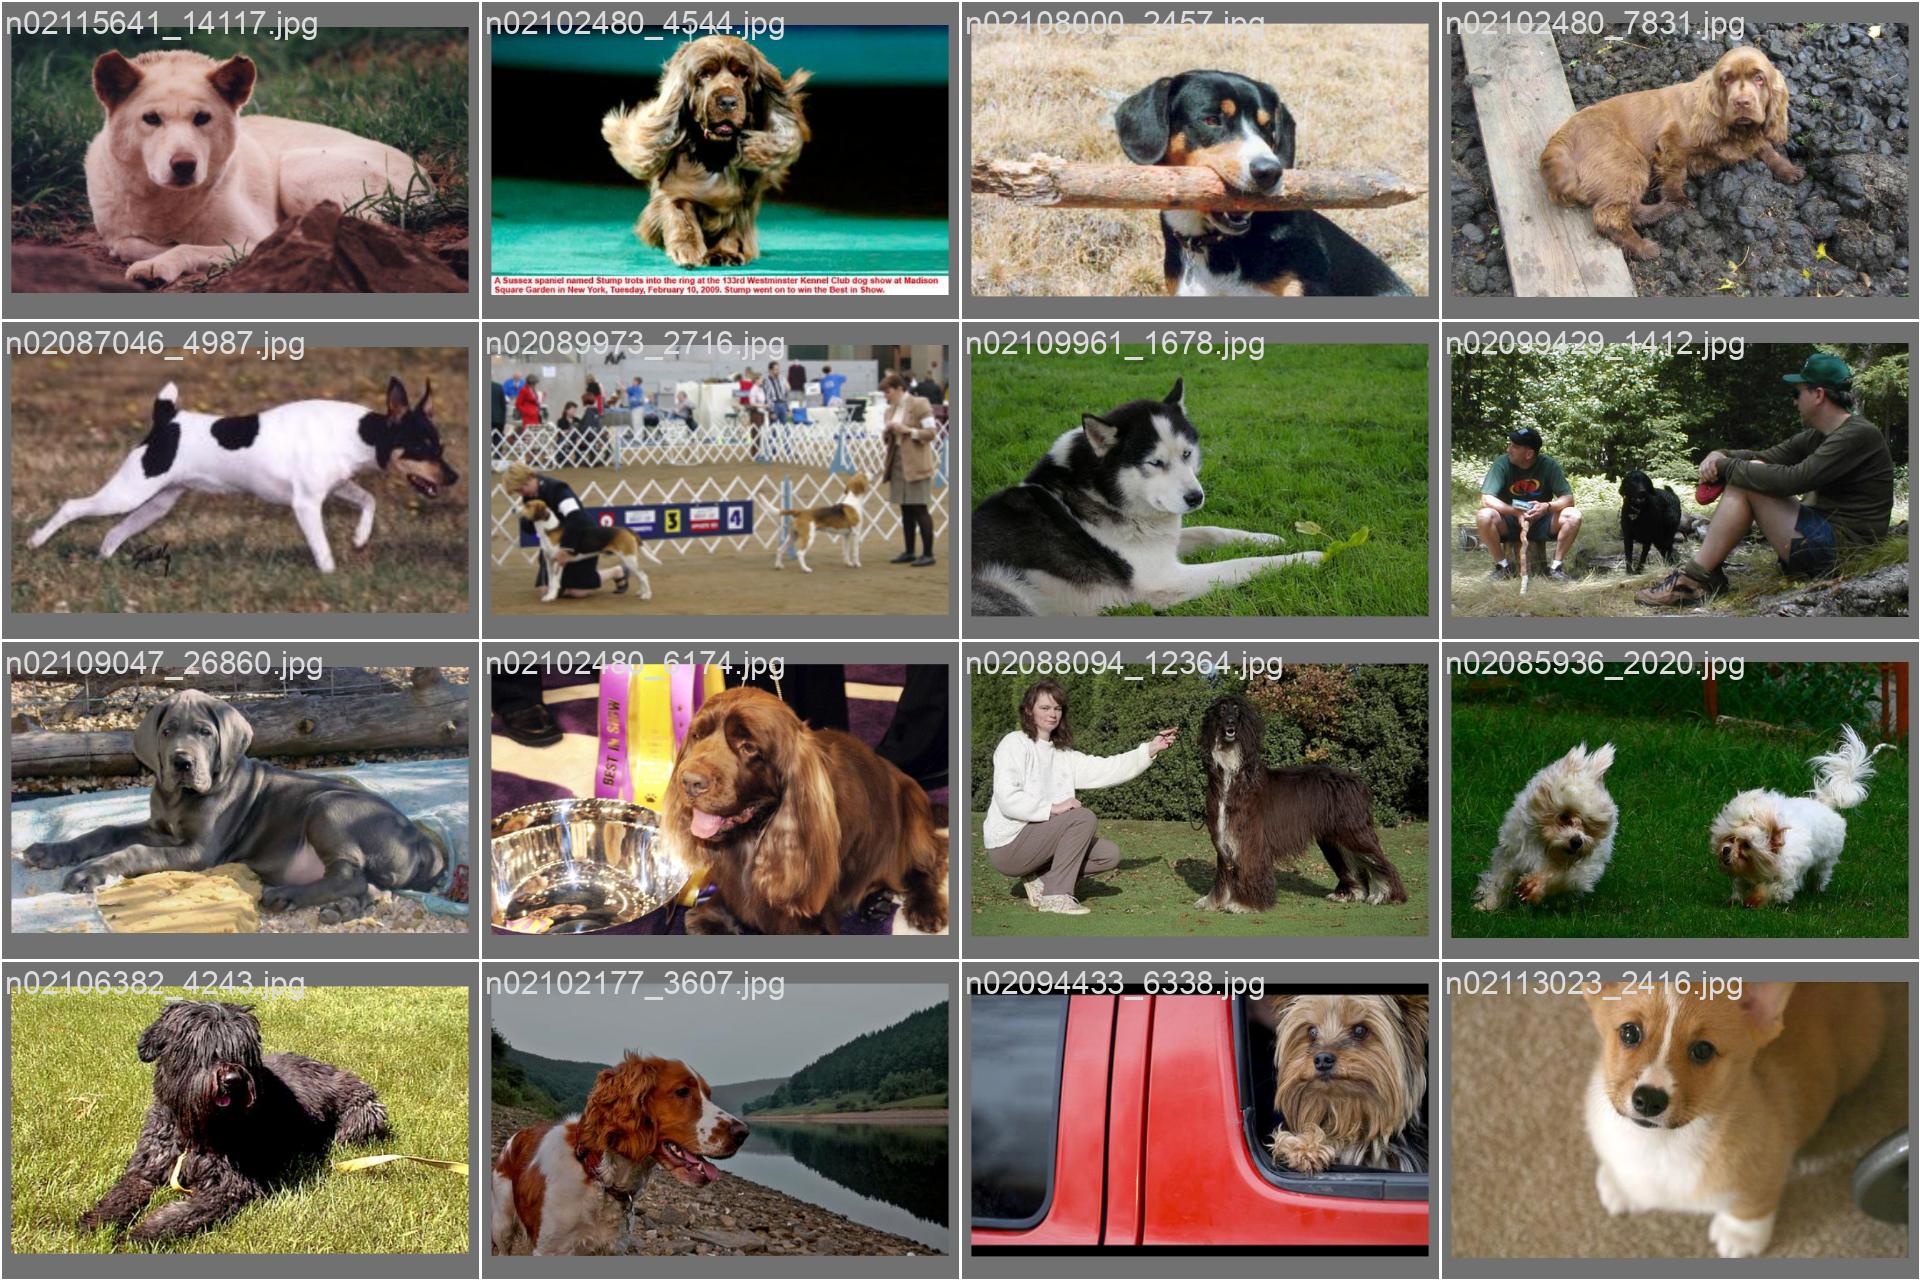 n02115641_14117.jpg
n02102480_4544.jpg
n02108000_2457.jpg
n02102480_7831.jpg
A Sussex spaniel named Stump trots into the ring at the 133rd Westminster Kennel Club dog show at Madison
Square Garden in New York, Tuesday, February 10, 2009. Stump went on to win the Best in Show.
n02087046_4987.jpg
n02089973_2716.jpg
n02109961_1678.jpg
n02099429_1412.jpg
3
4
n02109047_26860.jpg
n02102480_6174.jpg
n02088094_12364.jpg
n02085936_2020.jpg
BEST IN SHOW
n02106382_4243.jpg
n02102177_3607.jpg
n02094433_6338.jpg
n02113023_2416.jpg